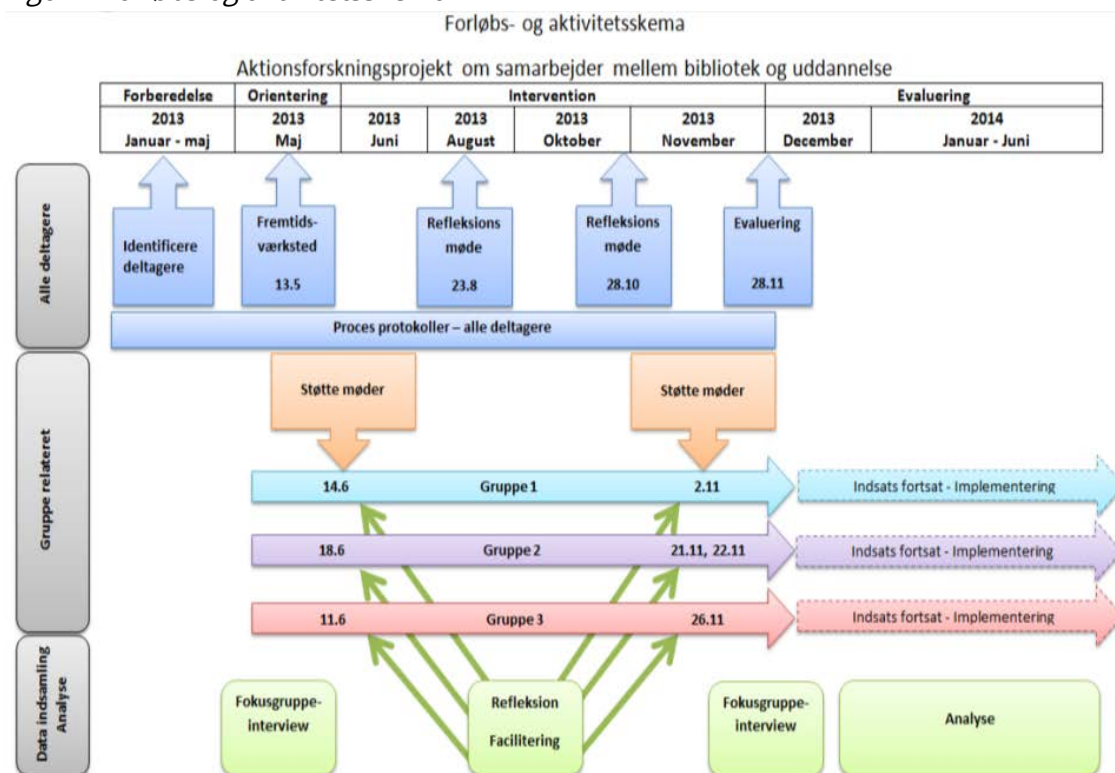 Forløbs- og aktivitetsskema
Aktionsforskningsprojekt om samarbejder mellem bibliotek og uddannelse
Forberedelse Orientering Intervention Evaluering
2013 2013 2013 2013 2013 2013 2013 2014
Januar - maj Maj Juni August Oktober November December Januar - Juni
Alle deltagere
Identificere
deltagere
Fremtids-
værksted
13.5
Refleksions
møde
23.8
Refleksions
møde
28.10
Evaluering
28.11
Proces protokoller – alle deltagere
Gruppe relateret
Støtte møder
Støtte møder
14.6 Gruppe 1 2.11
Indsats fortsat - Implementering
18.6 Gruppe 2 21.11, 22.11
Indsats fortsat - Implementering
11.6 Gruppe 3 26.11
Indsats fortsat - Implementering
Data indsamling
Analyse
Fokusgruppe-
interview
Refleksion
Facilitering
Fokusgruppe-
interview
Analyse